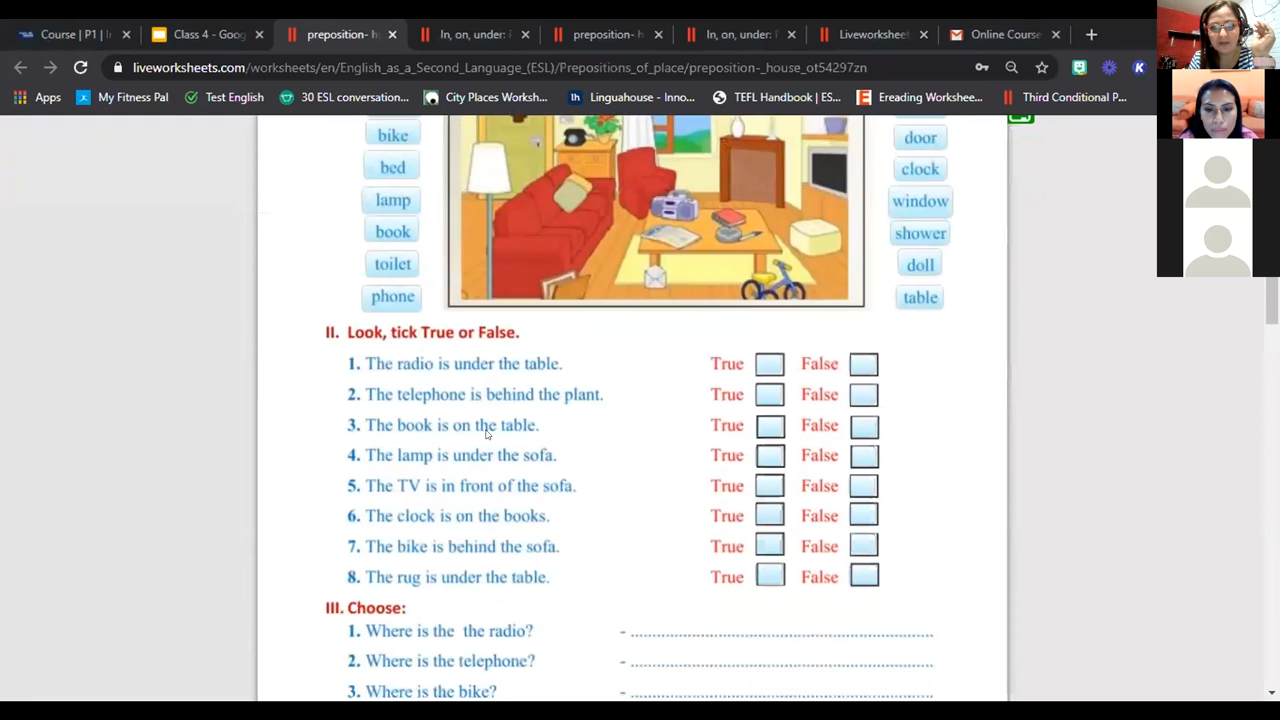 Course | P1 | I
Class 4 - Goog
preposition- h
In, on, under: F
preposition- h
In, on, under: F
Liveworksheet
Online Course
liveworksheets.com/worksheets/en/English_as_a_Second_Language_(ESL)/Prepositions_of_place/preposition-_house_ot54297zn
Apps
My Fitness Pal
Test English
30 ESL conversation...
City Places Worksh...
Linguahouse - Inno...
TEFL Handbook | ES...
Ereading Workshee...
Third Conditional P...
bike
bed
lamp
book
toilet
phone
door
clock
window
shower
doll
table
II. Look, tick True or False.
1. The radio is under the table. True False
2. The telephone is behind the plant. True False
3. The book is on the table. True False
4. The lamp is under the sofa. True False
5. The TV is in front of the sofa. True False
6. The clock is on the books. True False
7. The bike is behind the sofa. True False
8. The rug is under the table. True False
III. Choose:
1. Where is the the radio? - ................................................................
2. Where is the telephone? - ................................................................
3. Where is the bike? - ................................................................